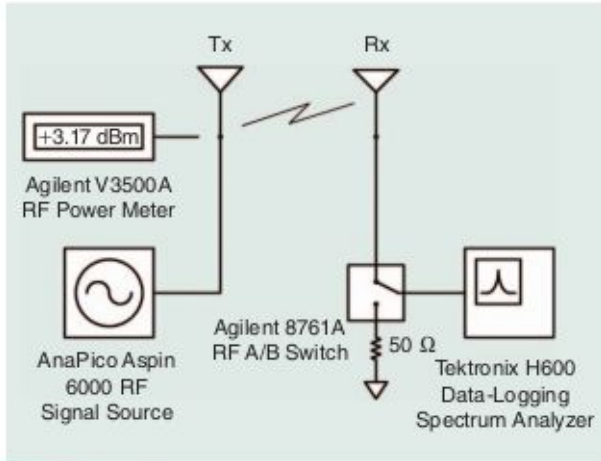 Tx
Rx
+3.17 dBm
Agilent V3500A
RF Power Meter
Agilent 8761A
RF A/B Switch
50 Ω
AnaPico Aspin
6000 RF
Signal Source
Tektronix H600
Data-Logging
Spectrum Analyzer